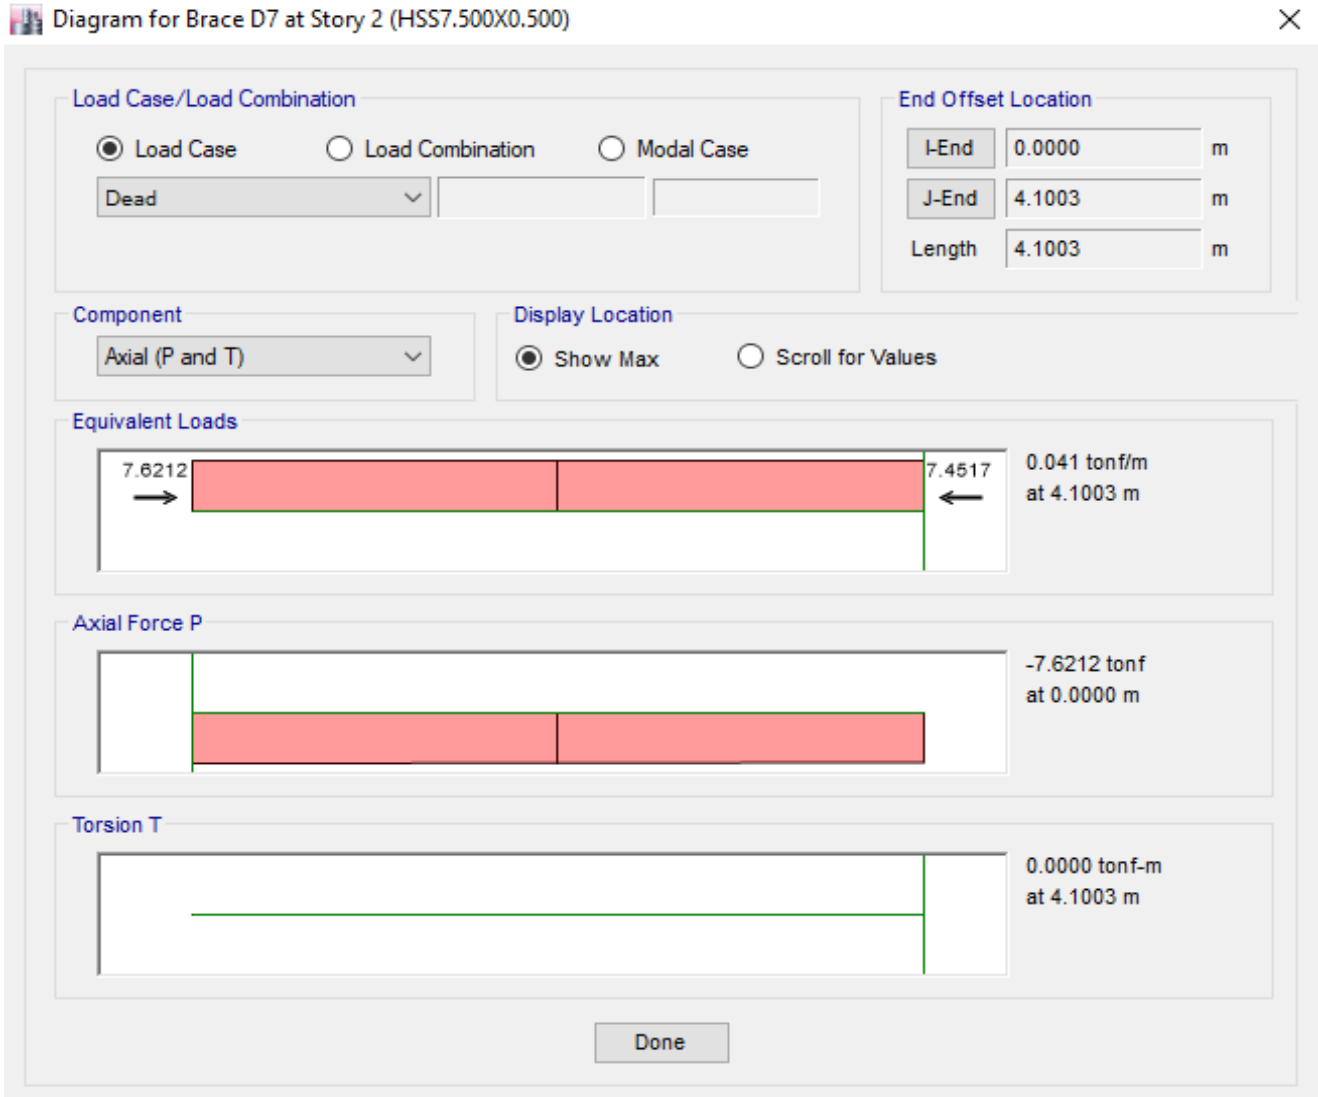 Diagram for Brace D7 at Story 2 (HSS7.500X0.500)
Load Case/Load Combination
Load Case
Load Combination
Modal Case
Dead
End Offset Location
I-End
0.0000
m
J-End
4.1003
m
Length
4.1003
m
Component
Axial (P and T)
Display Location
Show Max
Scroll for Values
Equivalent Loads
7.6212
7.4517
0.041 tonf/m
at 4.1003 m
Axial Force P
-7.6212 tonf
at 0.0000 m
Torsion T
0.0000 tonf-m
at 4.1003 m
Done